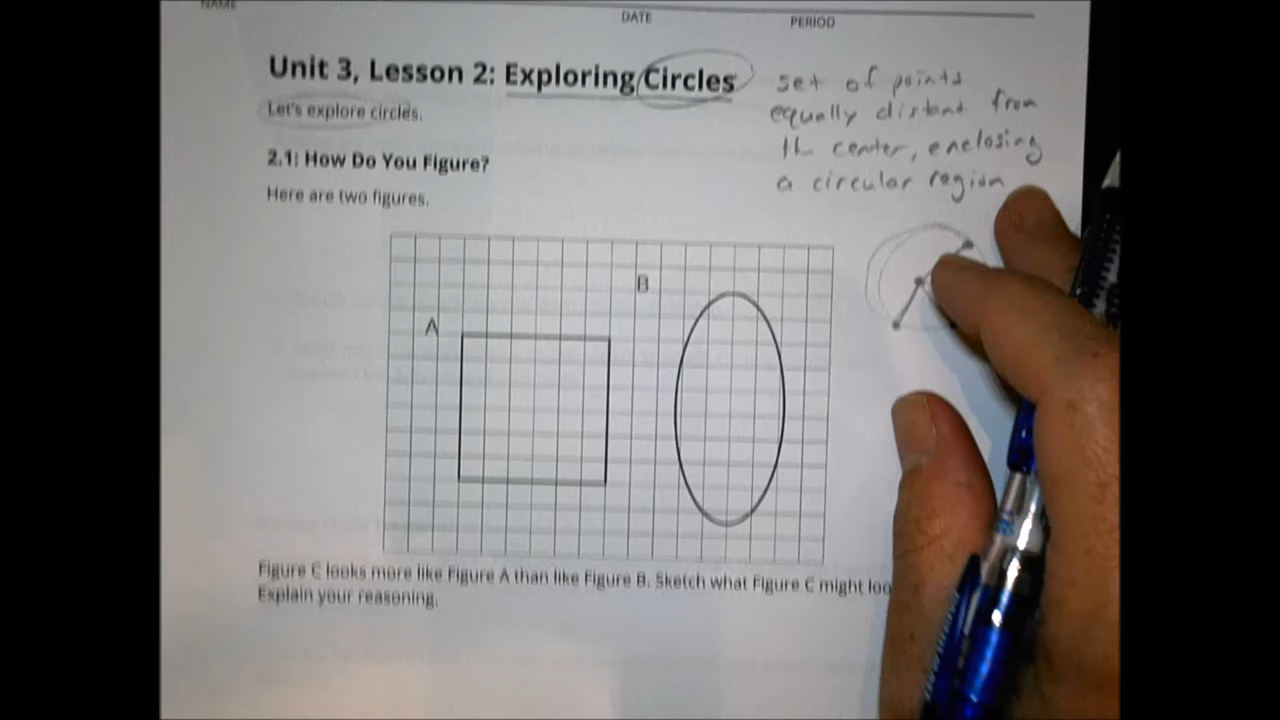 NAME
DATE
PERIOD
Unit 3, Lesson 2: Exploring Circles
Let's explore circles.
set of points
equally distant from
the center, enclosing
a circular region
2.1: How Do You Figure?
Here are two figures.
A
B
Figure C looks more like Figure A than like Figure B. Sketch what Figure C might
Explain your reasoning.